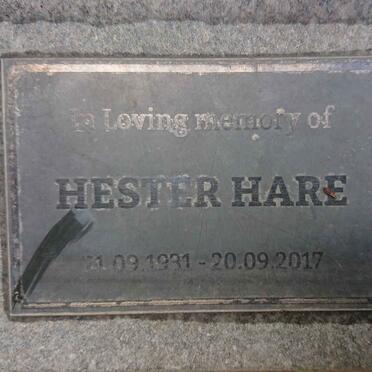 In Loving memory of
HESTER HARE
21.09.1931 - 20.09.2017